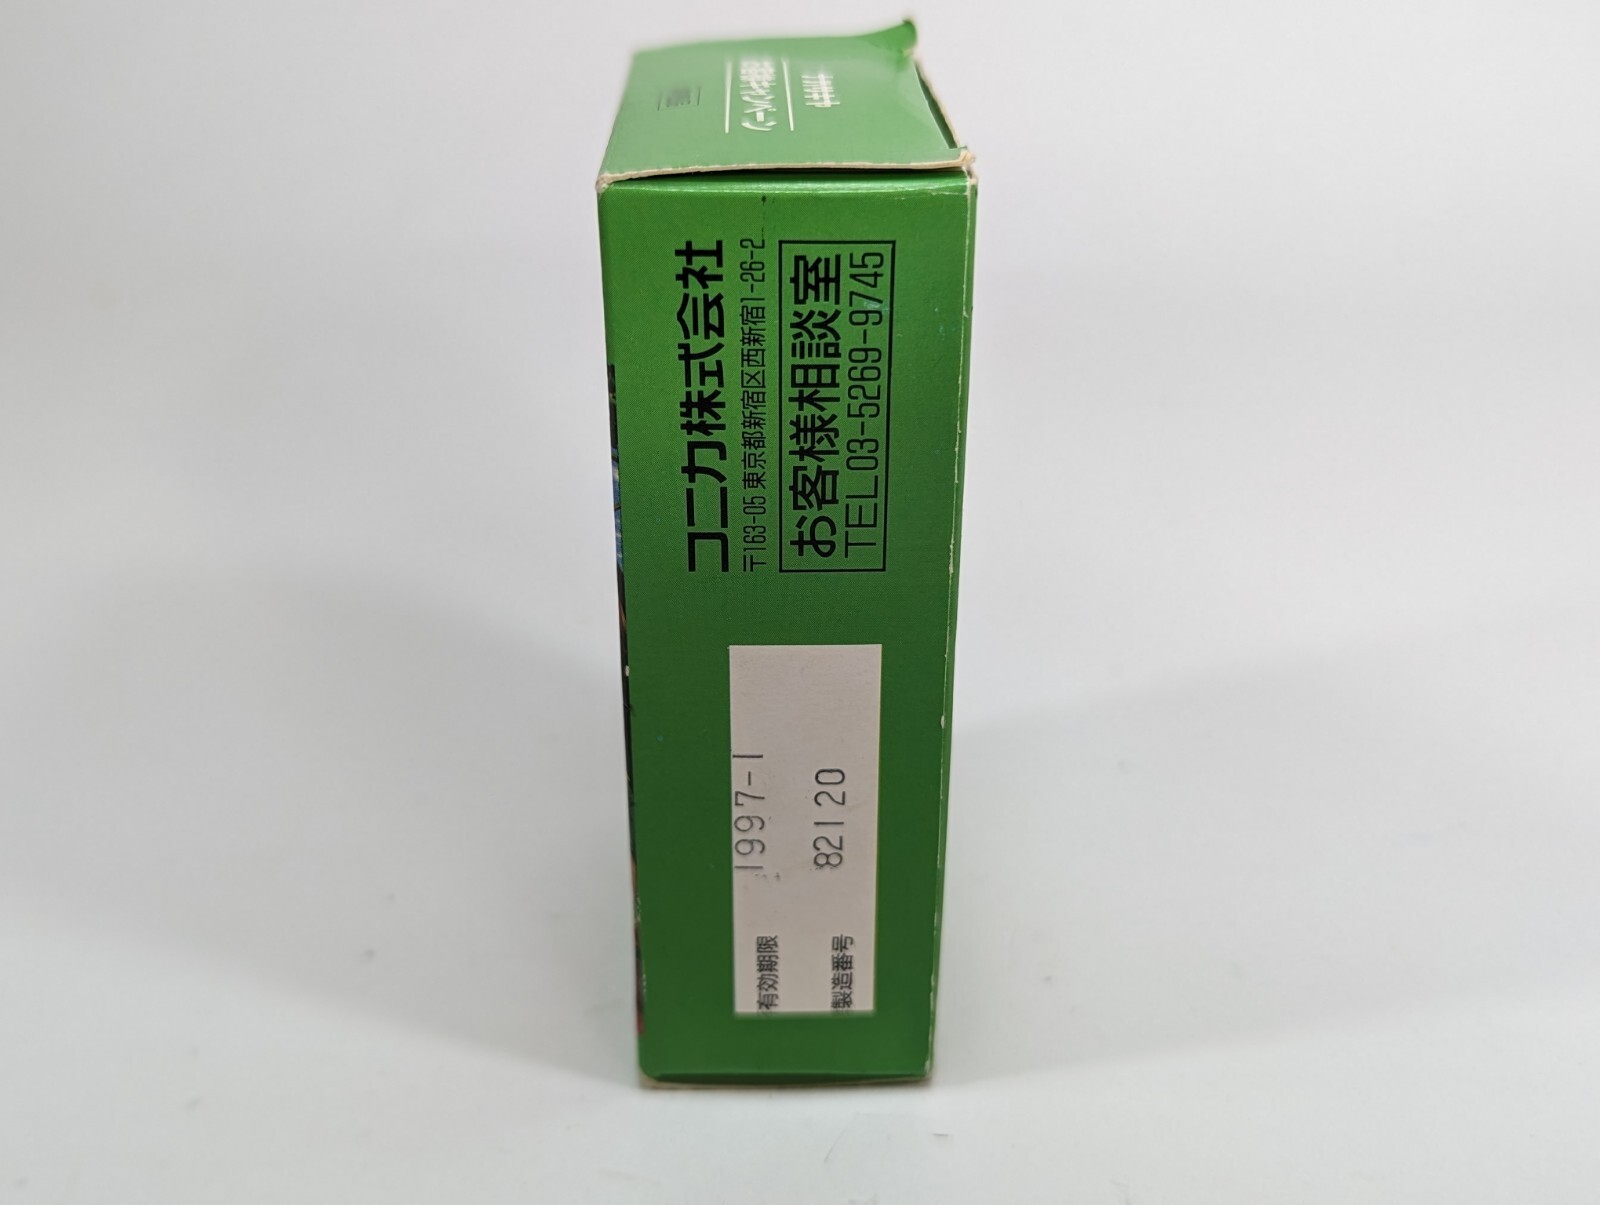 コニカ株式会社
〒163-05 東京都新宿区西新宿1-26-2
お客様相談室
TEL.03-5269-9745
1997-1
有効期限
82120
製造番号